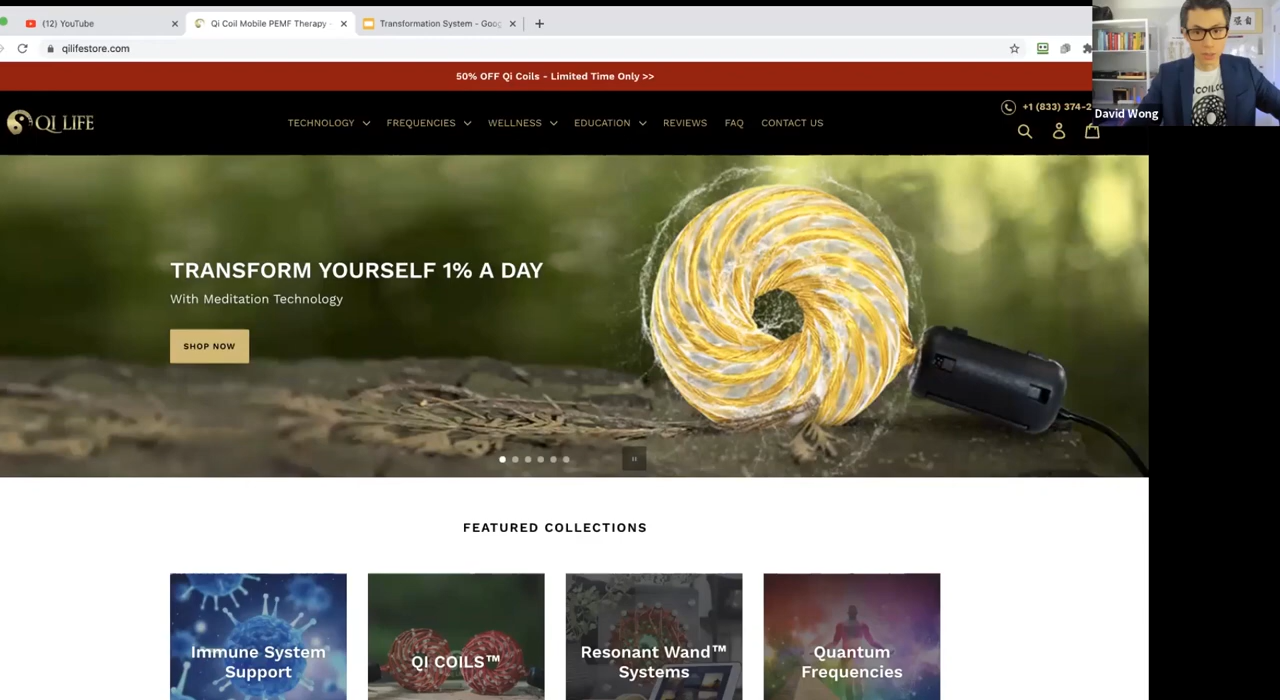 (12) YouTube
Qi Coil Mobile PEMF Therapy
Transformation System - Goog
qilifestore.com
50% OFF Qi Coils - Limited Time Only >>
QI LIFE
TECHNOLOGY
FREQUENCIES
WELLNESS
EDUCATION
REVIEWS
FAQ
CONTACT US
+1 (833) 374-2
David Wong
TRANSFORM YOURSELF 1% A DAY
With Meditation Technology
SHOP NOW
FEATURED COLLECTIONS
Immune System
Support
QI COILS™
Resonant Wand™
Systems
Quantum
Frequencies